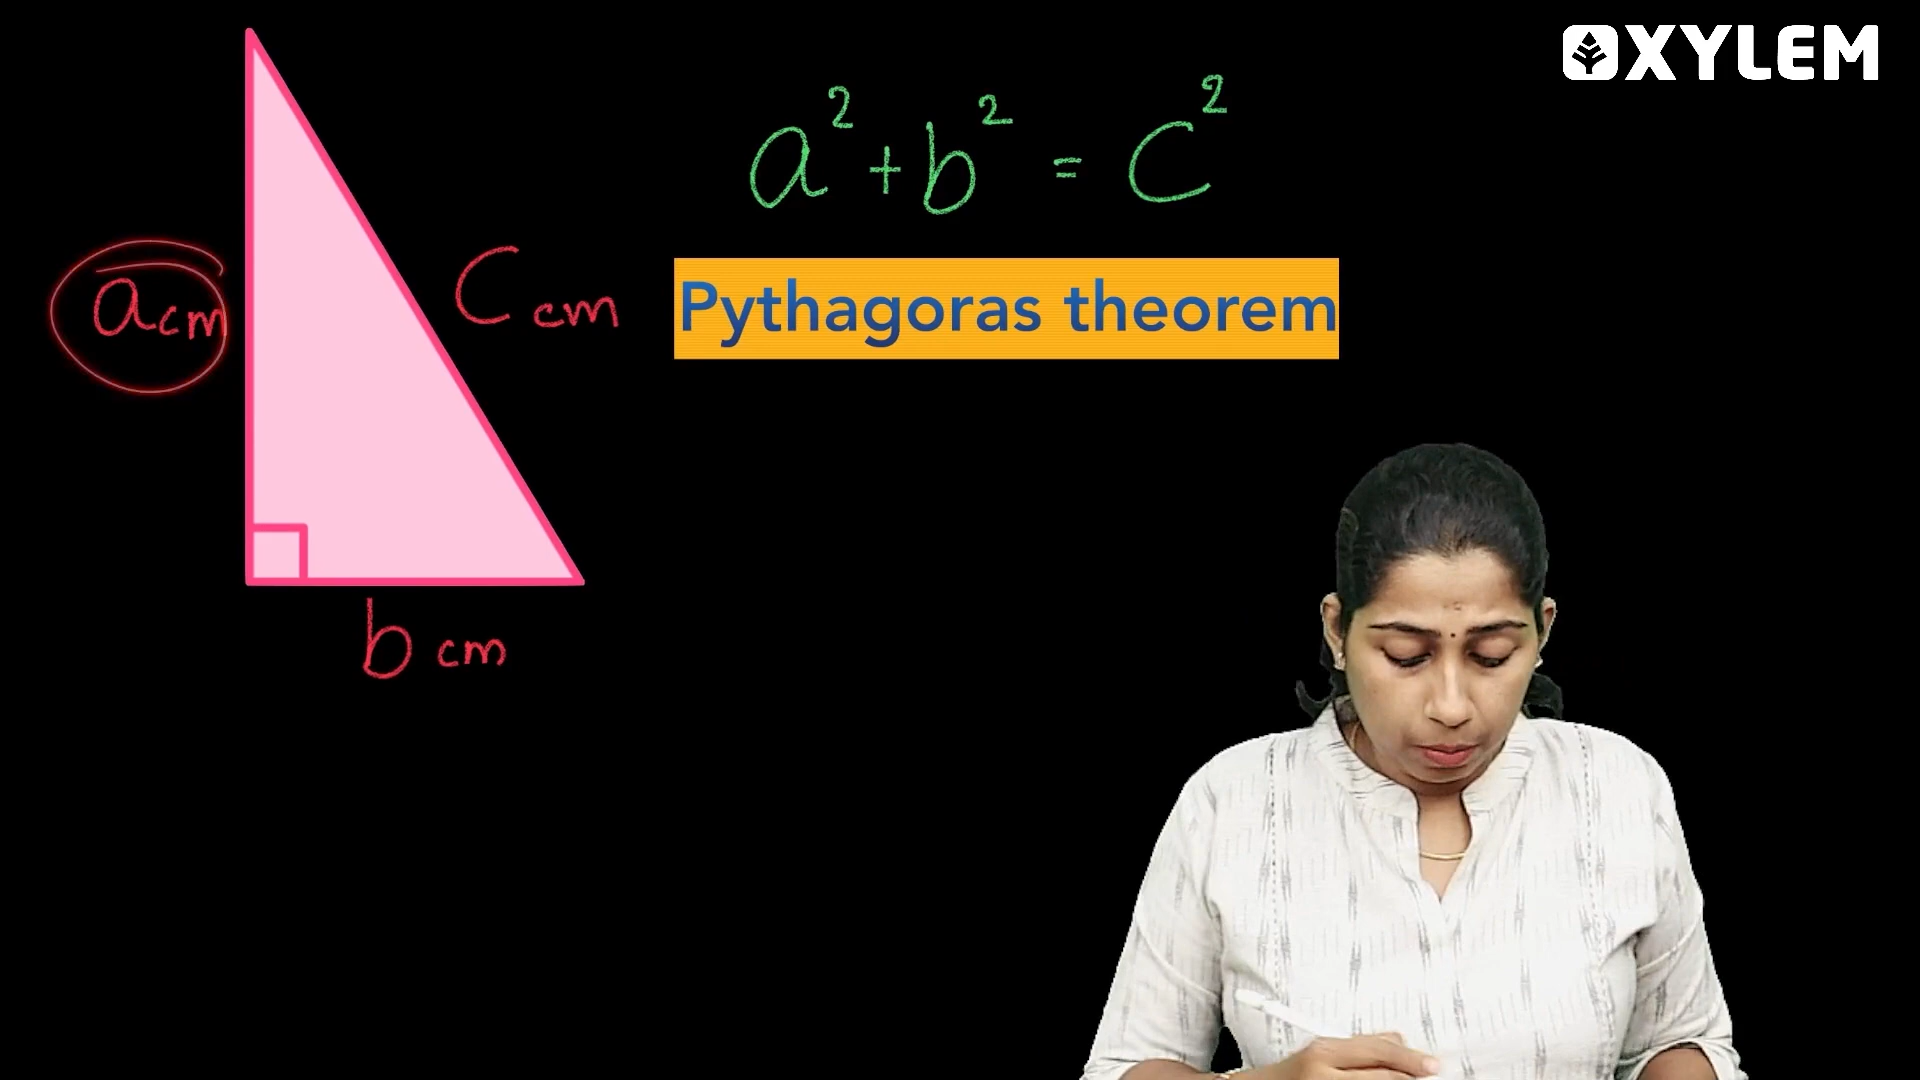 XYLEM
a² + b² = c²
a cm
C cm
Pythagoras theorem
b cm